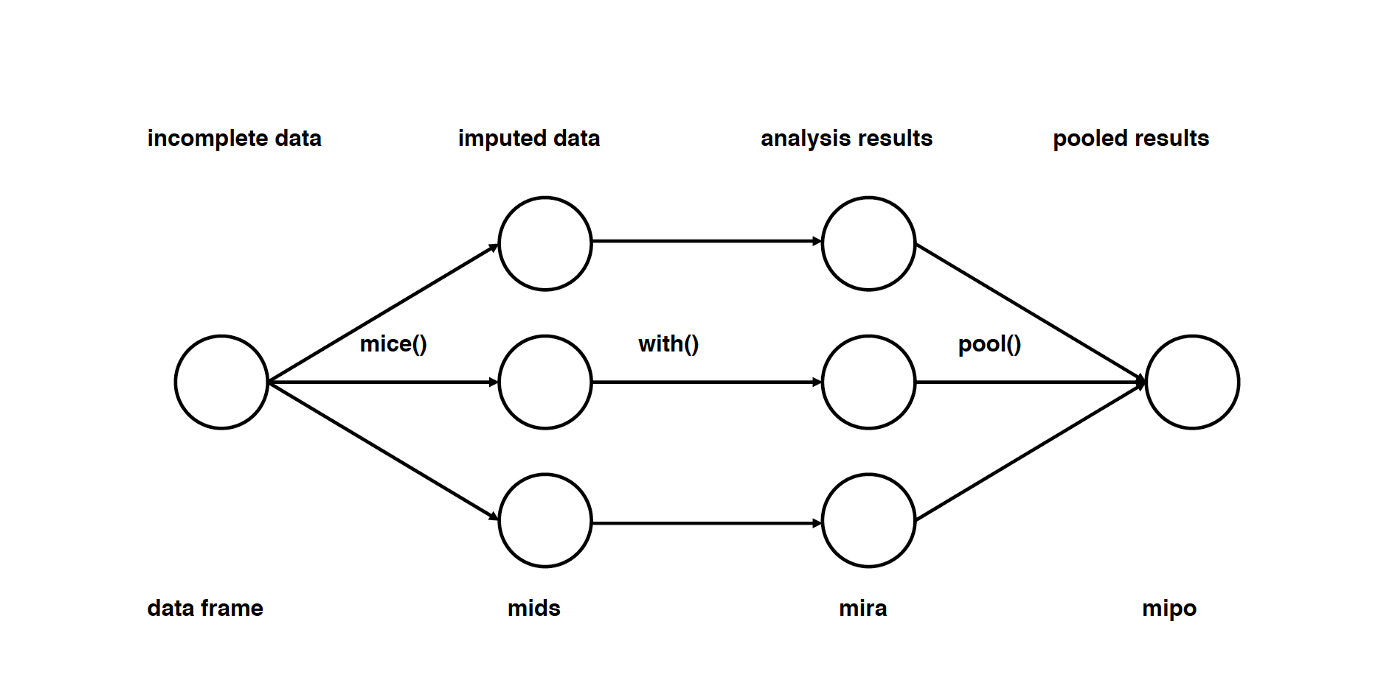 incomplete data
imputed data
analysis results
pooled results
mice()
with()
pool()
data frame
mids
mira
mipo